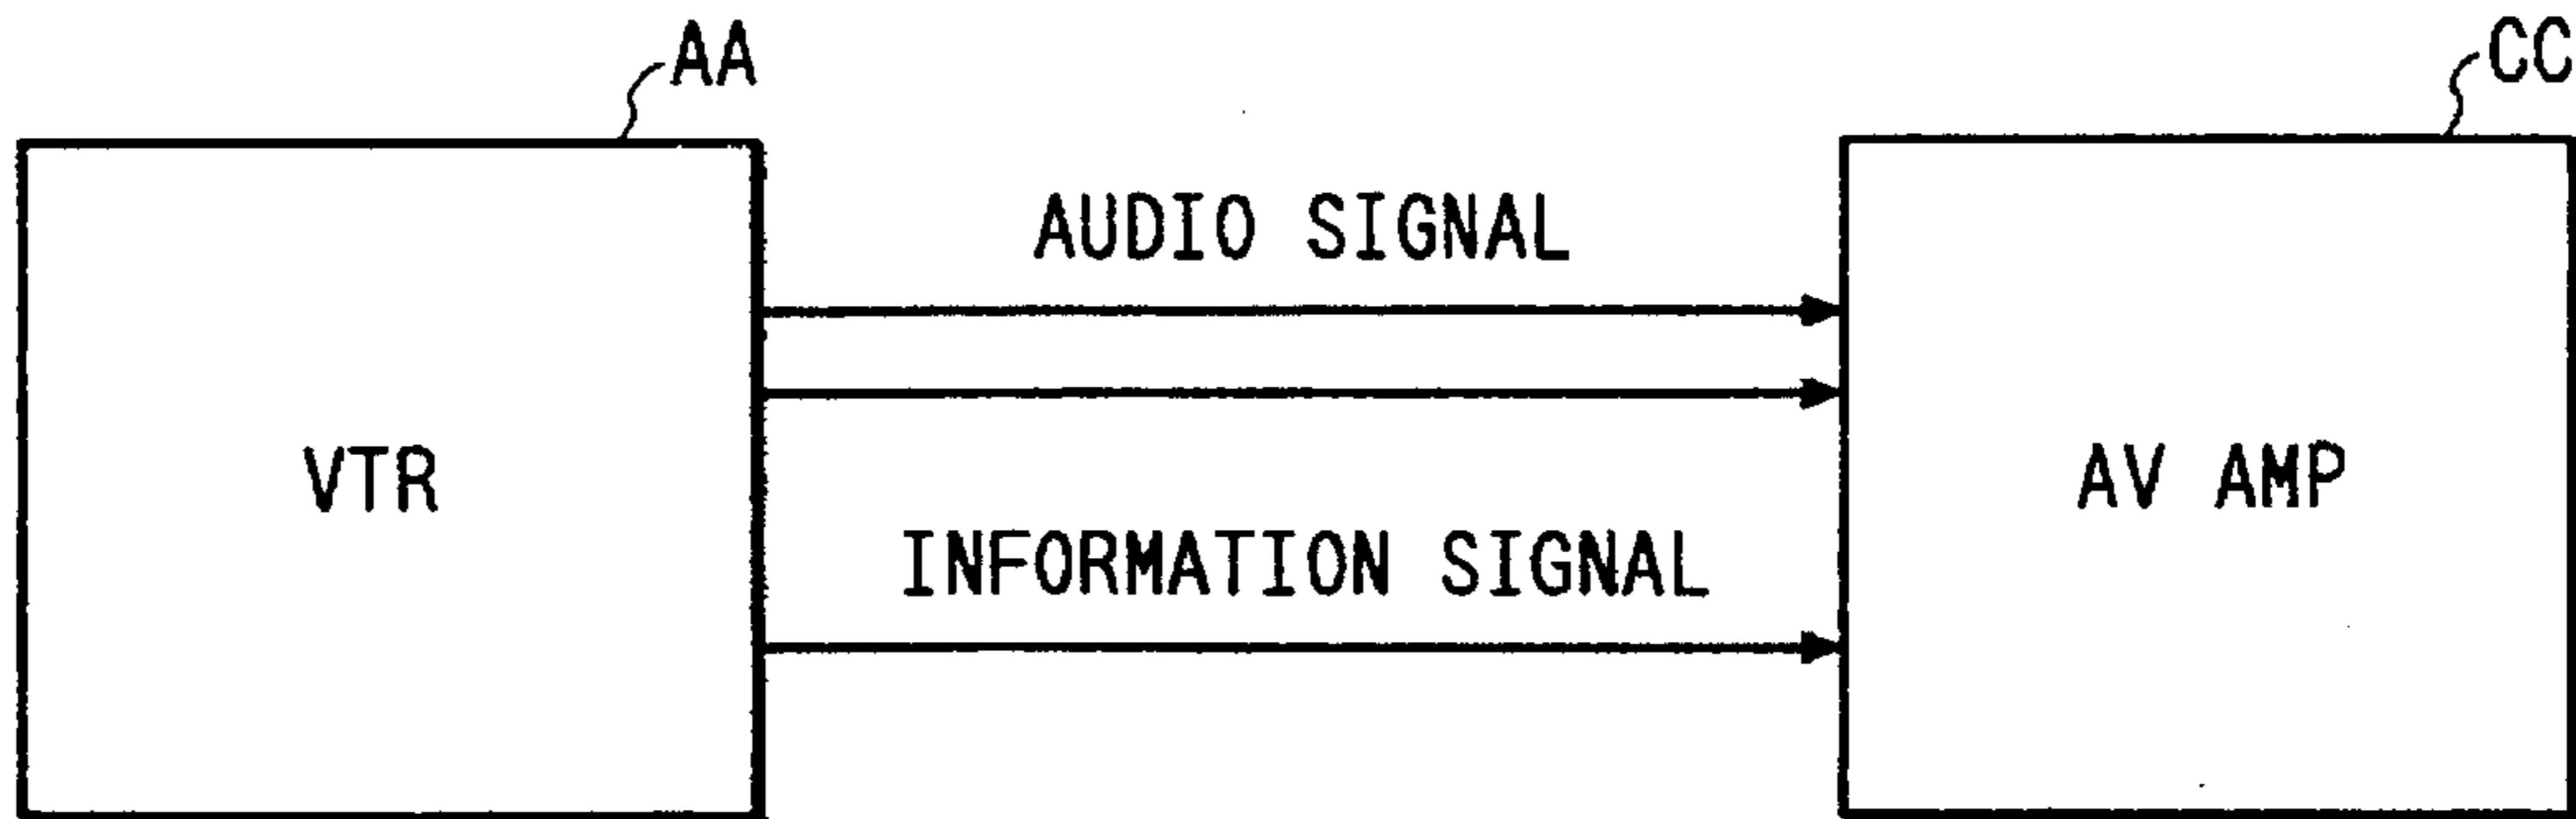 AA
CC
AUDIO SIGNAL
VTR
AV AMP
INFORMATION SIGNAL